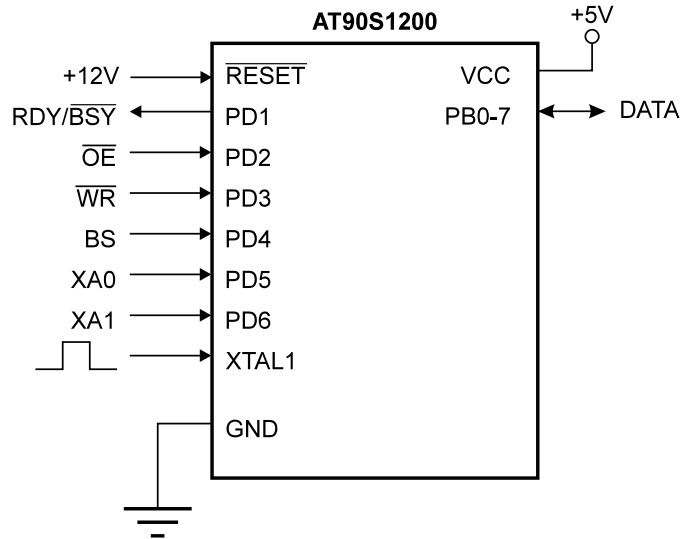 AT90S1200
+5V
+12V RESET VCC
RDY/BSY PD1 PB0-7 DATA
OE PD2
WR PD3
BS PD4
XA0 PD5
XA1 PD6
XTAL1
GND